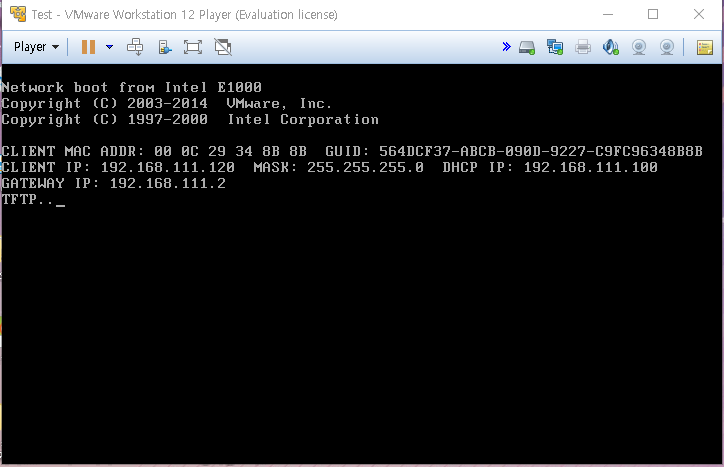 Test - VMware Workstation 12 Player (Evaluation license)
Player
Network boot from Intel E1000
Copyright (C) 2003-2014  VMware, Inc.
Copyright (C) 1997-2000  Intel Corporation
CLIENT MAC ADDR: 00 0C 29 34 8B 8B  GUID: 564DCF37-ABCB-090D-9227-C9FC96348B8B
CLIENT IP: 192.168.111.120  MASK: 255.255.255.0  DHCP IP: 192.168.111.100
GATEWAY IP: 192.168.111.2
TFTP.._